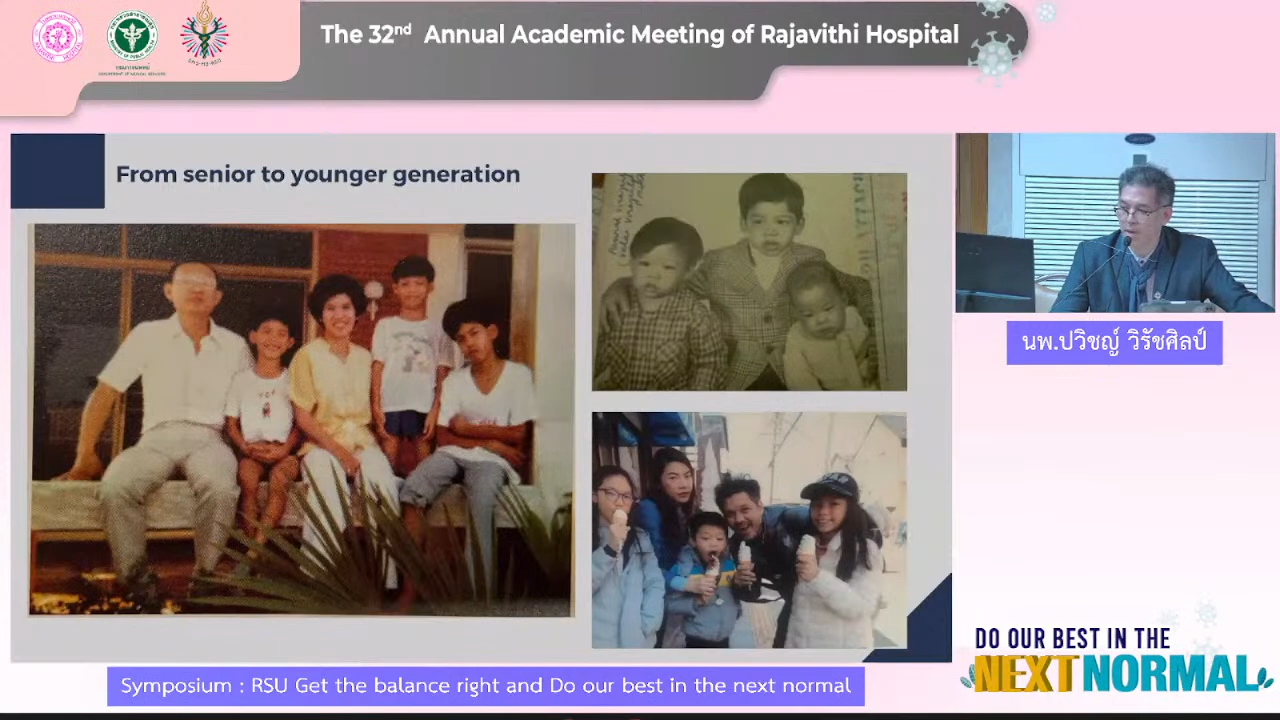 The 32nd Annual Academic Meeting of Rajavithi Hospital
From senior to younger generation
นพ.ปวิชญ์ วิรัชศิลป์
DO OUR BEST IN THE
NEXT NORMAL
Symposium : RSU Get the balance right and Do our best in the next normal